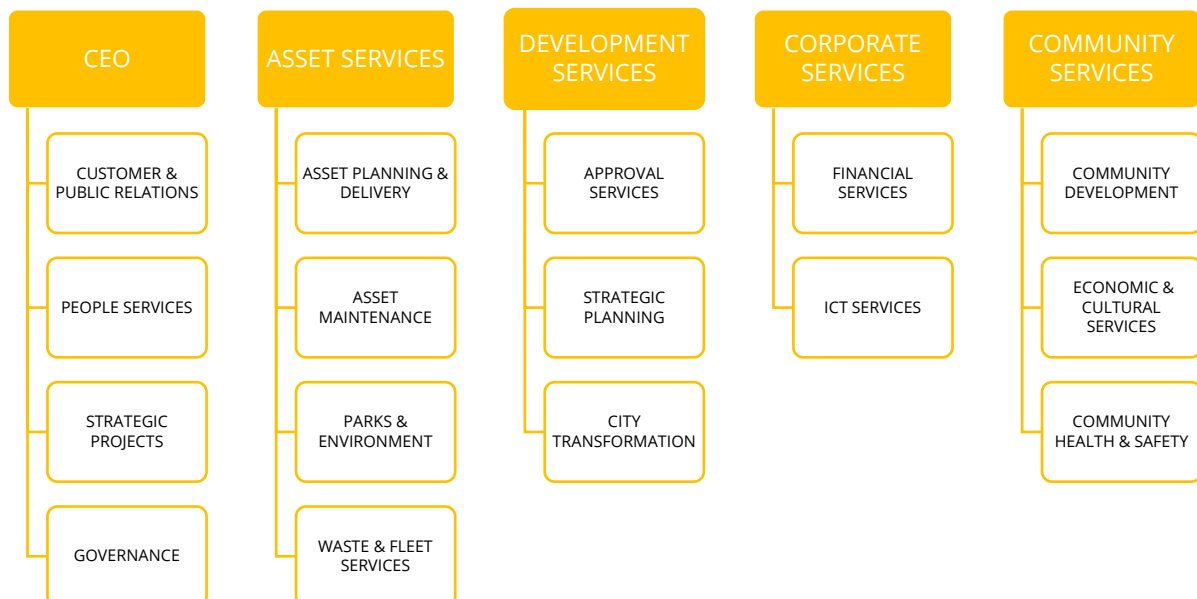 CEO
CUSTOMER &
PUBLIC RELATIONS
PEOPLE SERVICES
STRATEGIC
PROJECTS
GOVERNANCE
ASSET SERVICES
ASSET PLANNING &
DELIVERY
ASSET
MAINTENANCE
PARKS &
ENVIRONMENT
WASTE & FLEET
SERVICES
DEVELOPMENT
SERVICES
APPROVAL
SERVICES
STRATEGIC
PLANNING
CITY
TRANSFORMATION
CORPORATE
SERVICES
FINANCIAL
SERVICES
ICT SERVICES
COMMUNITY
SERVICES
COMMUNITY
DEVELOPMENT
ECONOMIC &
CULTURAL
SERVICES
COMMUNITY
HEALTH & SAFETY